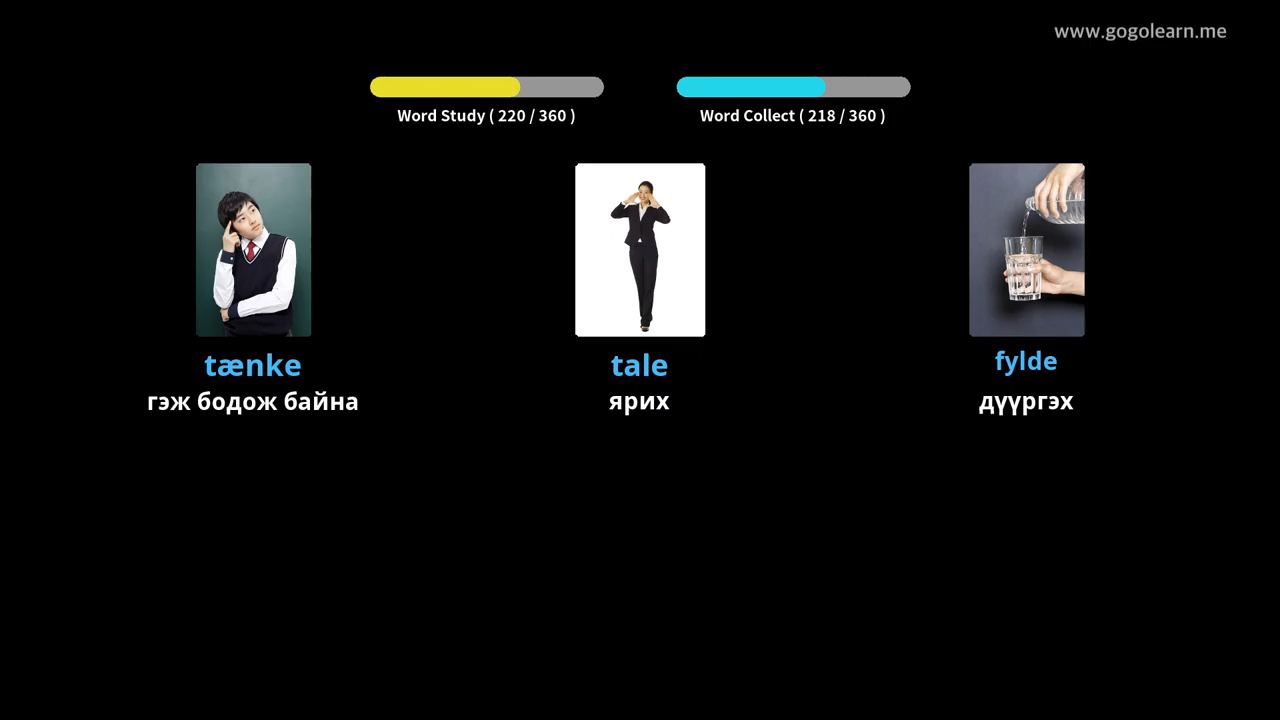 www.gogolearn.me
Word Study ( 220 / 360 )
Word Collect ( 218 / 360 )
tænke
гэж бодож байна
tale
ярих
fylde
дүүргэх